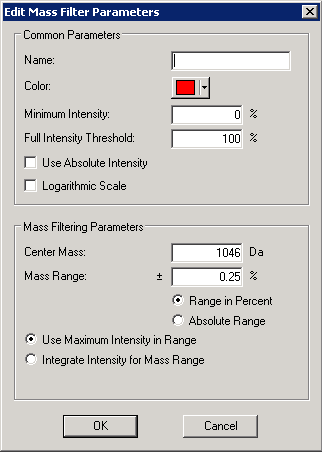 Edit Mass Filter Parameters
Common Parameters
Name:
Color:
Minimum Intensity: 0 %
Full Intensity Threshold: 100 %
Use Absolute Intensity
Logarithmic Scale
Mass Filtering Parameters
Center Mass: 1046 Da
Mass Range: ± 0.25 %
Range in Percent
Absolute Range
Use Maximum Intensity in Range
Integrate Intensity for Mass Range
OK Cancel